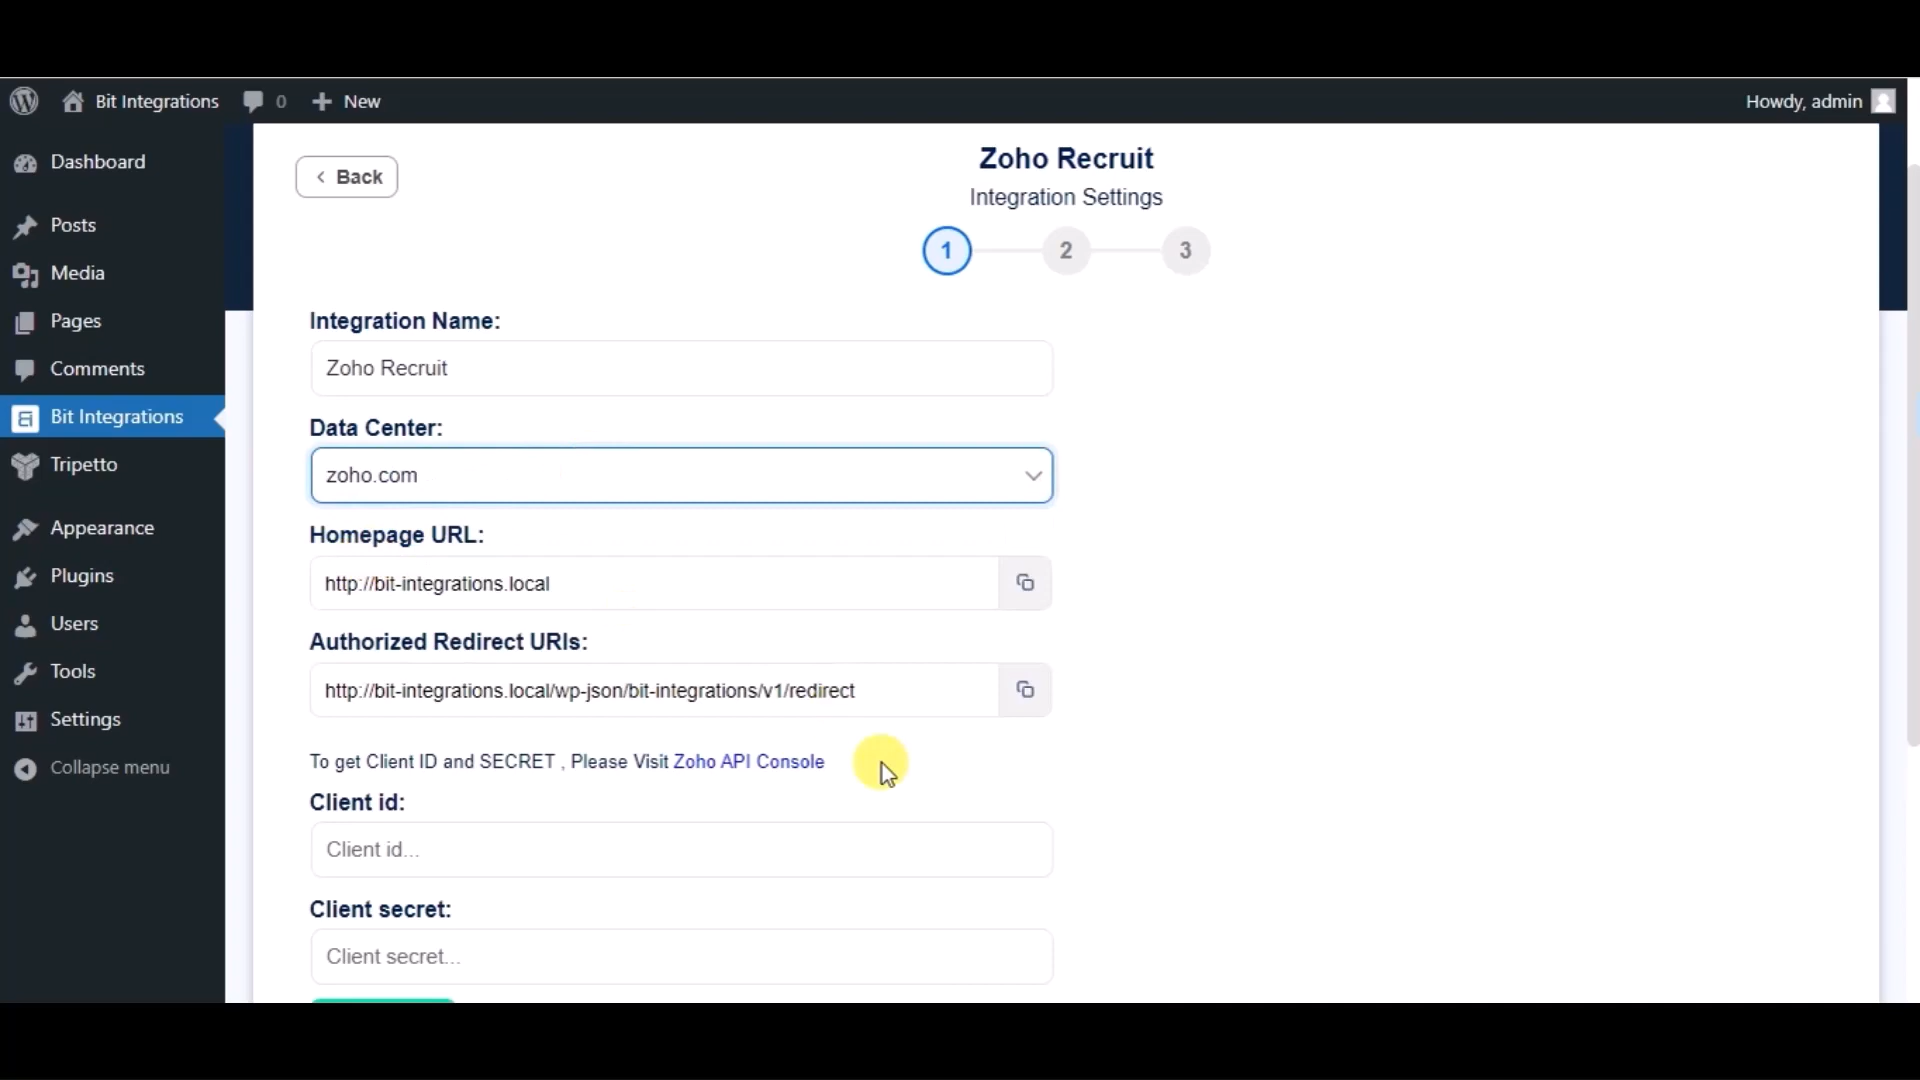 Bit Integrations
0
New
Howdy, admin
Dashboard
Posts
Media
Pages
Comments
Bit Integrations
Tripetto
Appearance
Plugins
Users
Tools
Settings
Collapse menu
Back
Zoho Recruit
Integration Settings
1 2 3
Integration Name:
Zoho Recruit
Data Center:
zoho.com
Homepage URL:
http://bit-integrations.local
Authorized Redirect URIs:
http://bit-integrations.local/wp-json/bit-integrations/v1/redirect
To get Client ID and SECRET , Please Visit Zoho API Console
Client id:
Client id...
Client secret:
Client secret...